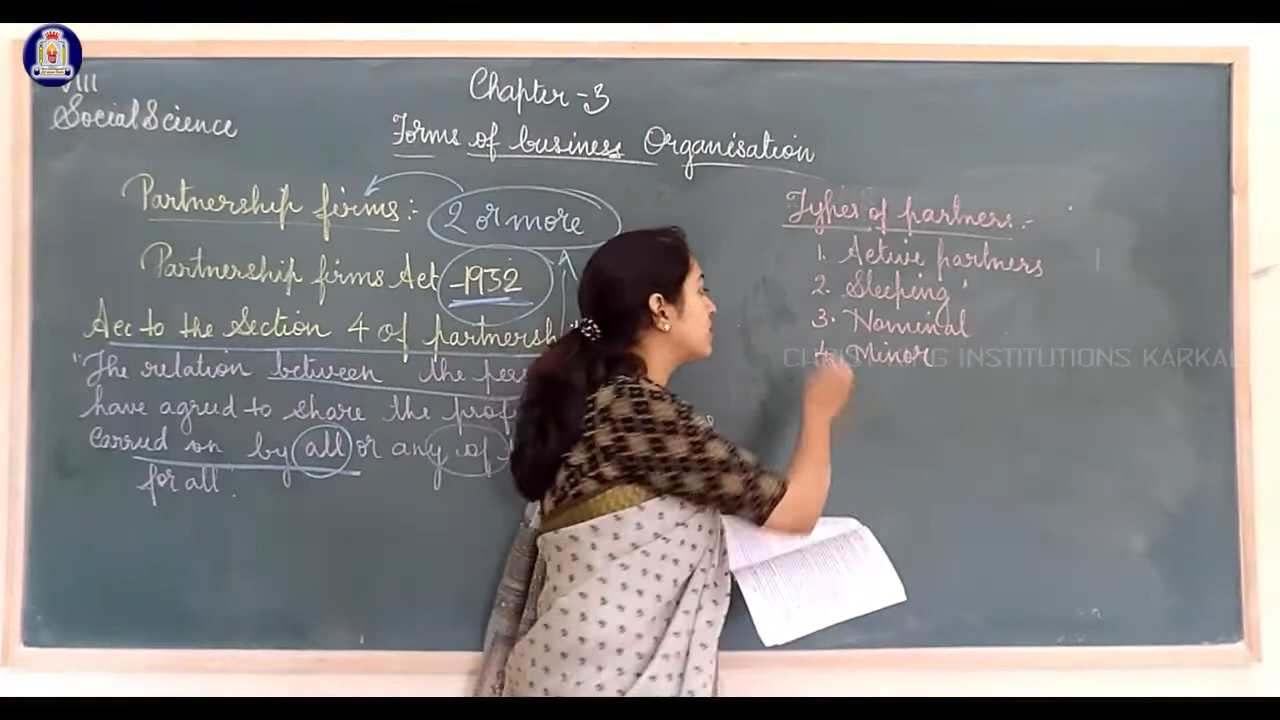 VIII
Social Science
Chapter-3
Forms of business Organisation
Partnership firms:- 2 or more
Partnership firms Act -1932
Acc to the Section 4 of partnersh
"The relation between the pers
have agreed to share the prof
carried on by all or any of
for all".
Types of partners:-
1. Active partners
2. Sleeping "
3. Nominal
4. Minor
CHRIST KING INSTITUTIONS KARKAL